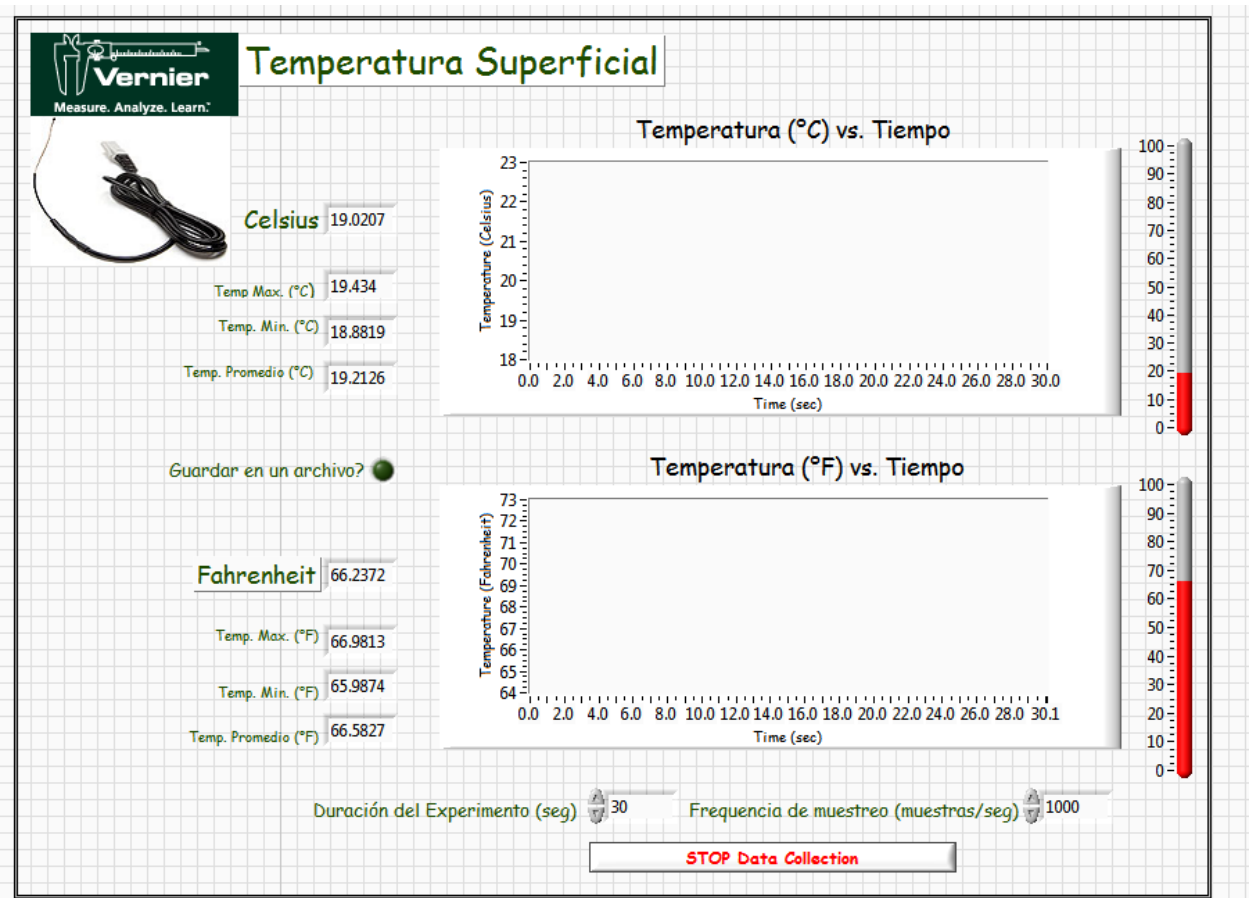 Vernier
Measure. Analyze. Learn.™
Temperatura Superficial
Celsius 19.0207
Temp Max. (°C) 19.434
Temp. Min. (°C) 18.8819
Temp. Promedio (°C) 19.2126
Guardar en un archivo?
Fahrenheit 66.2372
Temp. Max. (°F) 66.9813
Temp. Min. (°F) 65.9874
Temp. Promedio (°F) 66.5827
Temperatura (°C) vs. Tiempo
Temperature (Celsius)
23
22
21
20
19
18
0.0 2.0 4.0 6.0 8.0 10.0 12.0 14.0 16.0 18.0 20.0 22.0 24.0 26.0 28.0 30.0
Time (sec)
100
90
80
70
60
50
40
30
20
10
0
Temperatura (°F) vs. Tiempo
Temperature (Fahrenheit)
73
72
71
70
69
68
67
66
65
64
0.0 2.0 4.0 6.0 8.0 10.0 12.0 14.0 16.0 18.0 20.0 22.0 24.0 26.0 28.0 30.1
Time (sec)
100
90
80
70
60
50
40
30
20
10
0
Duración del Experimento (seg) 30 Frequencia de muestreo (muestras/seg) 1000
STOP Data Collection